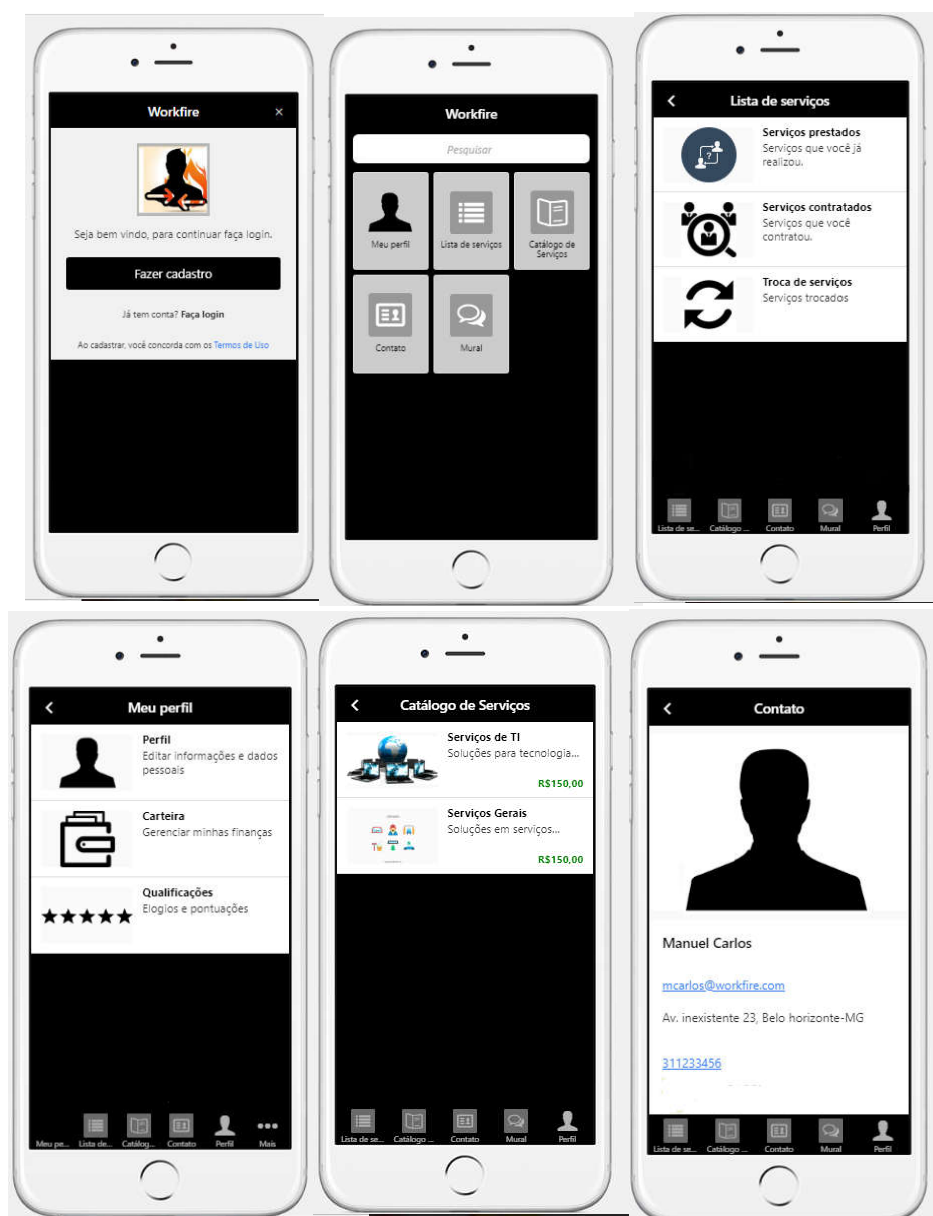 Workfire
×
Seja bem vindo, para continuar faça login.
Fazer cadastro
Já tem conta? Faça login
Ao cadastrar, você concorda com os Termos de Uso
Workfire
Pesquisar
Meu perfil
Lista de serviços
Catálogo de
Serviços
Contato
Mural
Lista de serviços
Serviços prestados
Serviços que você já
realizou.
Serviços contratados
Serviços que você
contratou.
Troca de serviços
Serviços trocados
Lista de se... Catálogo ... Contato Mural Perfil
Meu perfil
Perfil
Editar informações e dados
pessoais
Carteira
Gerenciar minhas finanças
Qualificações
Elogios e pontuações
Meu pe... Lista de... Catálog... Contato Perfil Mais
Catálogo de Serviços
Serviços de TI
Soluções para tecnologia...
R$150,00
Serviços Gerais
Soluções em serviços...
R$150,00
Lista de se... Catálogo ... Contato Mural Perfil
Contato
Manuel Carlos
mcarlos@workfire.com
Av. inexistente 23, Belo horizonte-MG
311233456
Lista de se... Catálogo ... Contato Mural Perfil